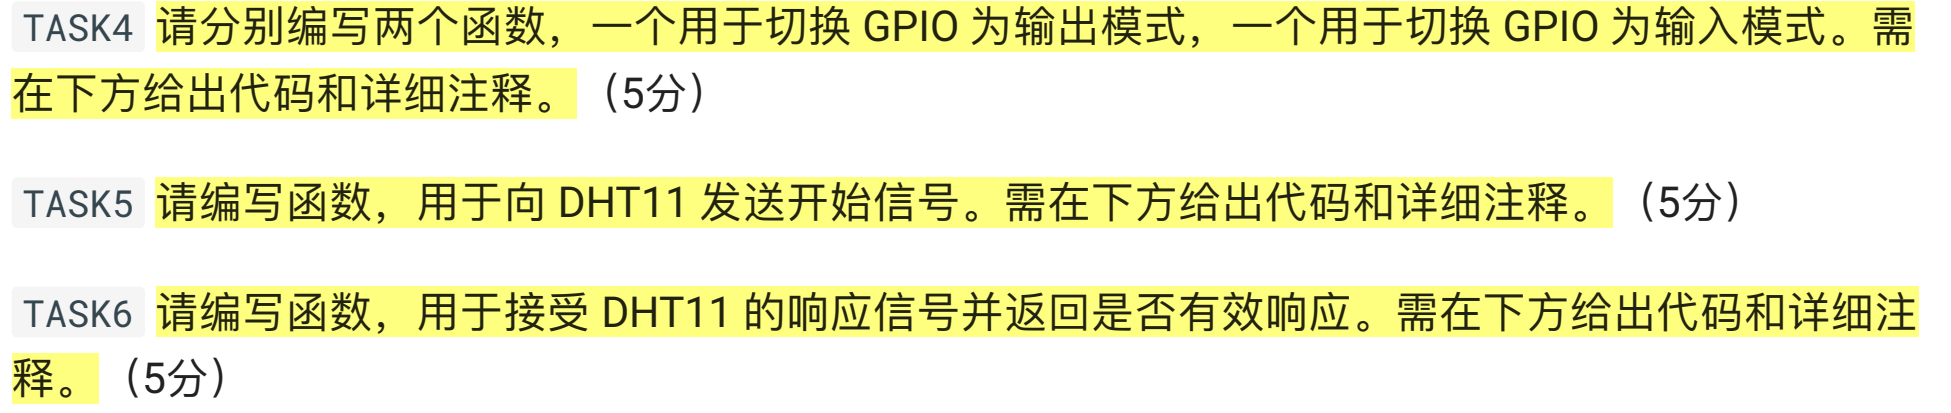 TASK4 请分别编写两个函数，一个用于切换 GPIO 为输出模式，一个用于切换 GPIO 为输入模式。需
在下方给出代码和详细注释。（5分）
TASK5 请编写函数，用于向 DHT11 发送开始信号。需在下方给出代码和详细注释。（5分）
TASK6 请编写函数，用于接受 DHT11 的响应信号并返回是否有效响应。需在下方给出代码和详细注
释。（5分）